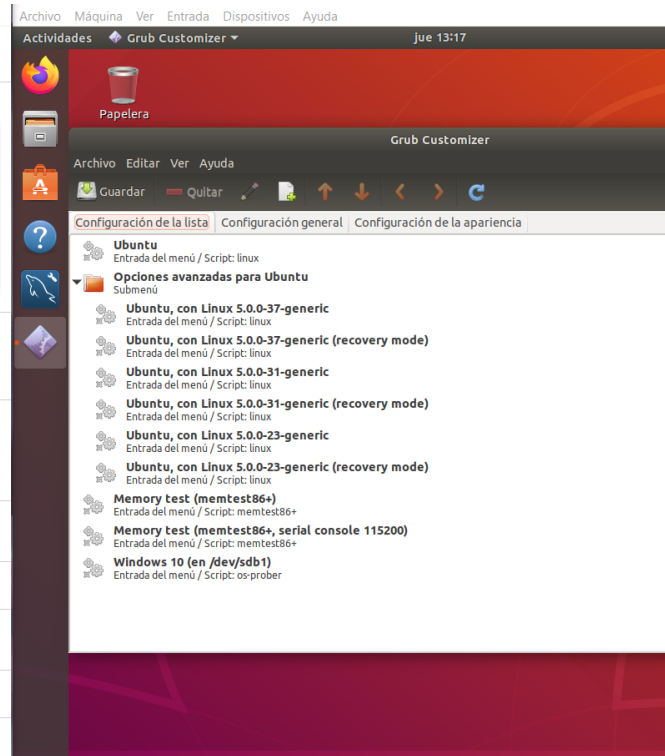 Archivo Máquina Ver Entrada Dispositivos Ayuda
Actividades Grub Customizer jue 13:17
Papelera
Grub Customizer
Archivo Editar Ver Ayuda
Guardar Quitar
Configuración de la lista Configuración general Configuración de la apariencia
Ubuntu
Entrada del menú / Script: linux
Opciones avanzadas para Ubuntu
Submenú
Ubuntu, con Linux 5.0.0-37-generic
Entrada del menú / Script: linux
Ubuntu, con Linux 5.0.0-37-generic (recovery mode)
Entrada del menú / Script: linux
Ubuntu, con Linux 5.0.0-31-generic
Entrada del menú / Script: linux
Ubuntu, con Linux 5.0.0-31-generic (recovery mode)
Entrada del menú / Script: linux
Ubuntu, con Linux 5.0.0-23-generic
Entrada del menú / Script: linux
Ubuntu, con Linux 5.0.0-23-generic (recovery mode)
Entrada del menú / Script: linux
Memory test (memtest86+)
Entrada del menú / Script: memtest86+
Memory test (memtest86+, serial console 115200)
Entrada del menú / Script: memtest86+
Windows 10 (en /dev/sdb1)
Entrada del menú / Script: os-prober